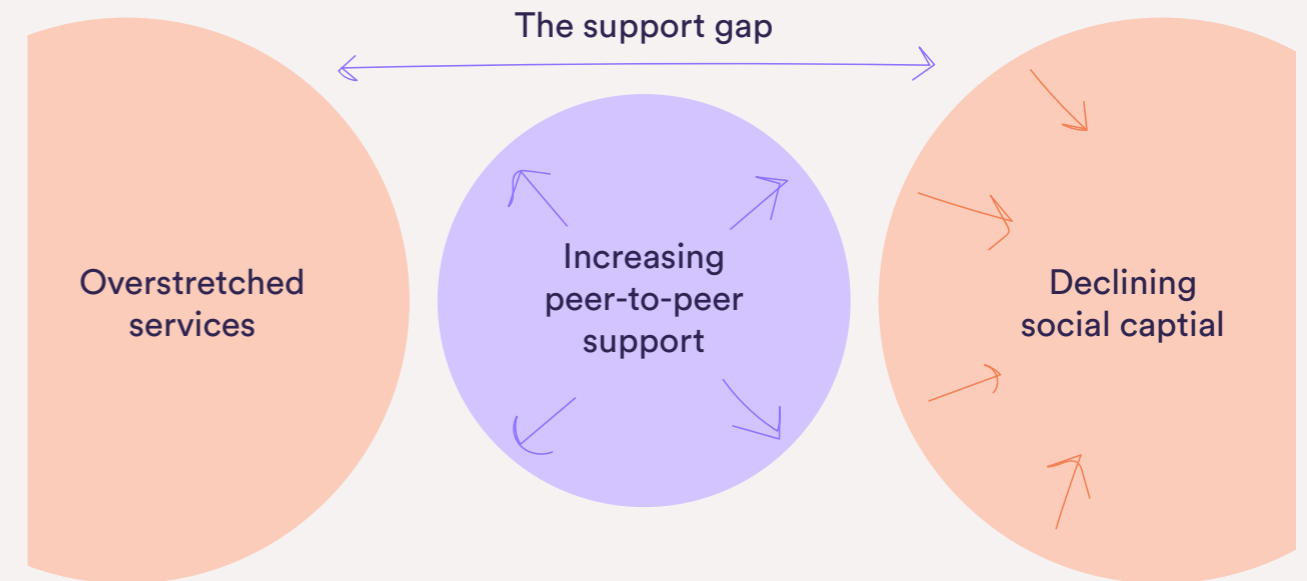 The support gap
Overstretched
services
Increasing
peer-to-peer
support
Declining
social captial